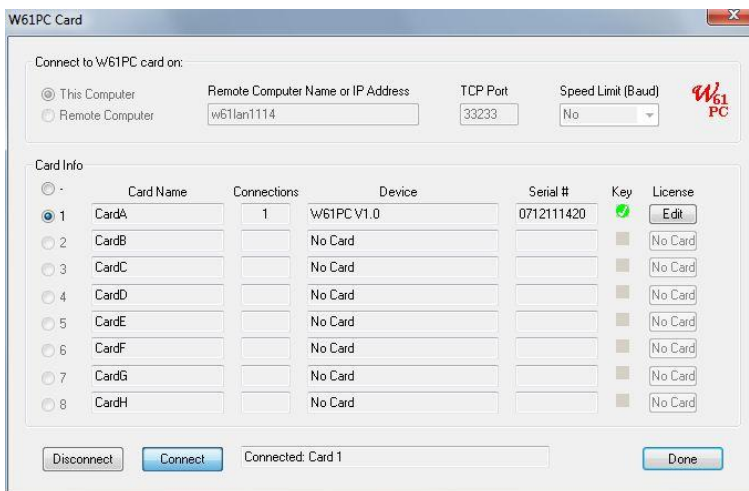 W61PC Card
X
Connect to W61PC card on:
This Computer
Remote Computer Name or IP Address
TCP Port
Speed Limit (Baud)
Remote Computer
w61lan1114
33233
No
W61
PC
Card Info
-
Card Name
Connections
Device
Serial #
Key
License
1 CardA 1 W61PC V1.0 0712111420 Edit
2 CardB No Card No Card
3 CardC No Card No Card
4 CardD No Card No Card
5 CardE No Card No Card
6 CardF No Card No Card
7 CardG No Card No Card
8 CardH No Card No Card
Disconnect Connect Connected: Card 1 Done